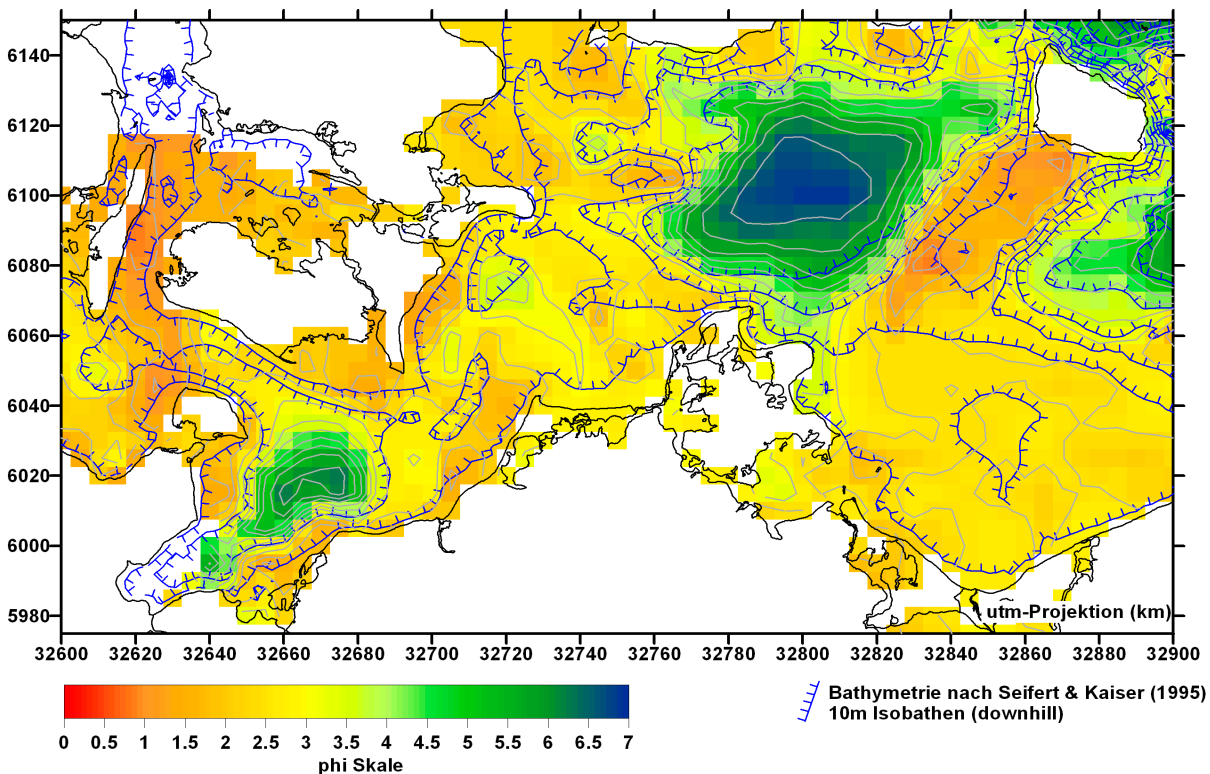 6140
6120
6100
6080
6060
6040
6020
6000
5980
utm-Projektion (km)
32600 32620 32640 32660 32680 32700 32720 32740 32760 32780 32800 32820 32840 32860 32880 32900
0 0.5 1 1.5 2 2.5 3 3.5 4 4.5 5 5.5 6 6.5 7
phi Skale
Bathymetrie nach Seifert & Kaiser (1995)
10m Isobathen (downhill)